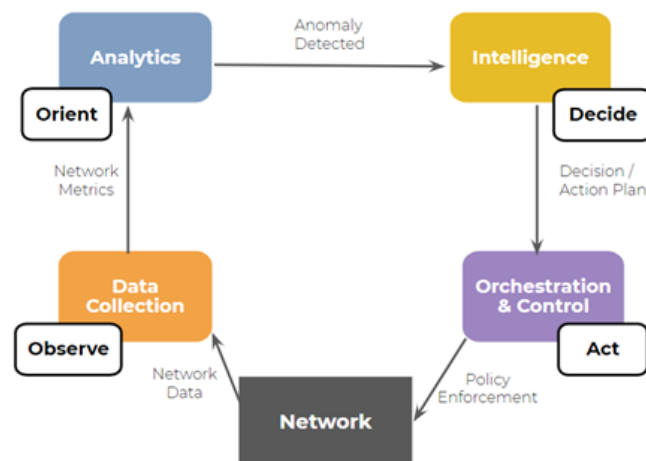 Anomaly
Detected
Analytics
Intelligence
Orient
Decide
Network
Metrics
Decision /
Action Plan
Data
Collection
Orchestration
& Control
Observe
Act
Network
Data
Policy
Enforcement
Network